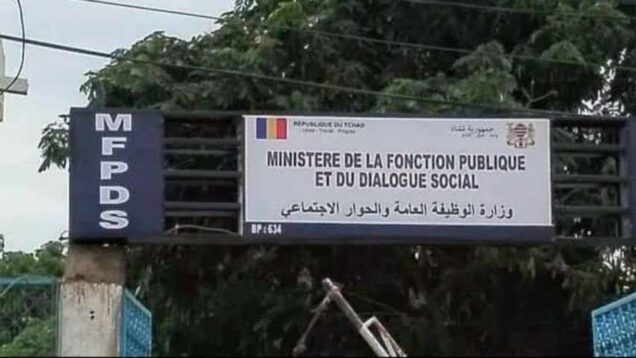 MFPDS
REPUBLIQUE DU TCHAD
Unité - Travail - Progrès
جمهورية تشاد
MINISTERE DE LA FONCTION PUBLIQUE
ET DU DIALOGUE SOCIAL
وزارة الوظيفة العامة والحوار الاجتماعي
BP : 634